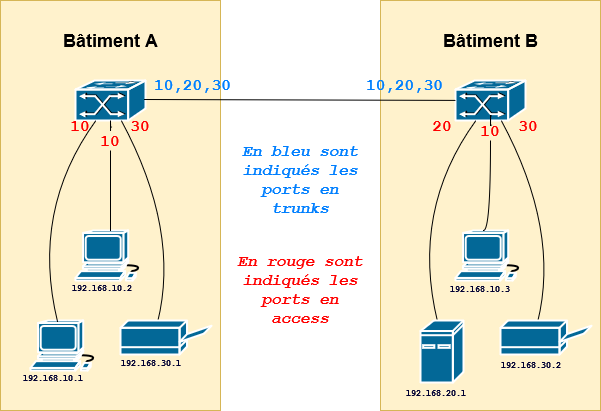 Bâtiment A
Bâtiment B
10,20,30
10,20,30
10
10
30
20
10
30
En bleu sont
indiqués les
ports en
trunks
En rouge sont
indiqués les
ports en
access
192.168.10.2
192.168.10.1
192.168.30.1
192.168.10.3
192.168.20.1
192.168.30.2